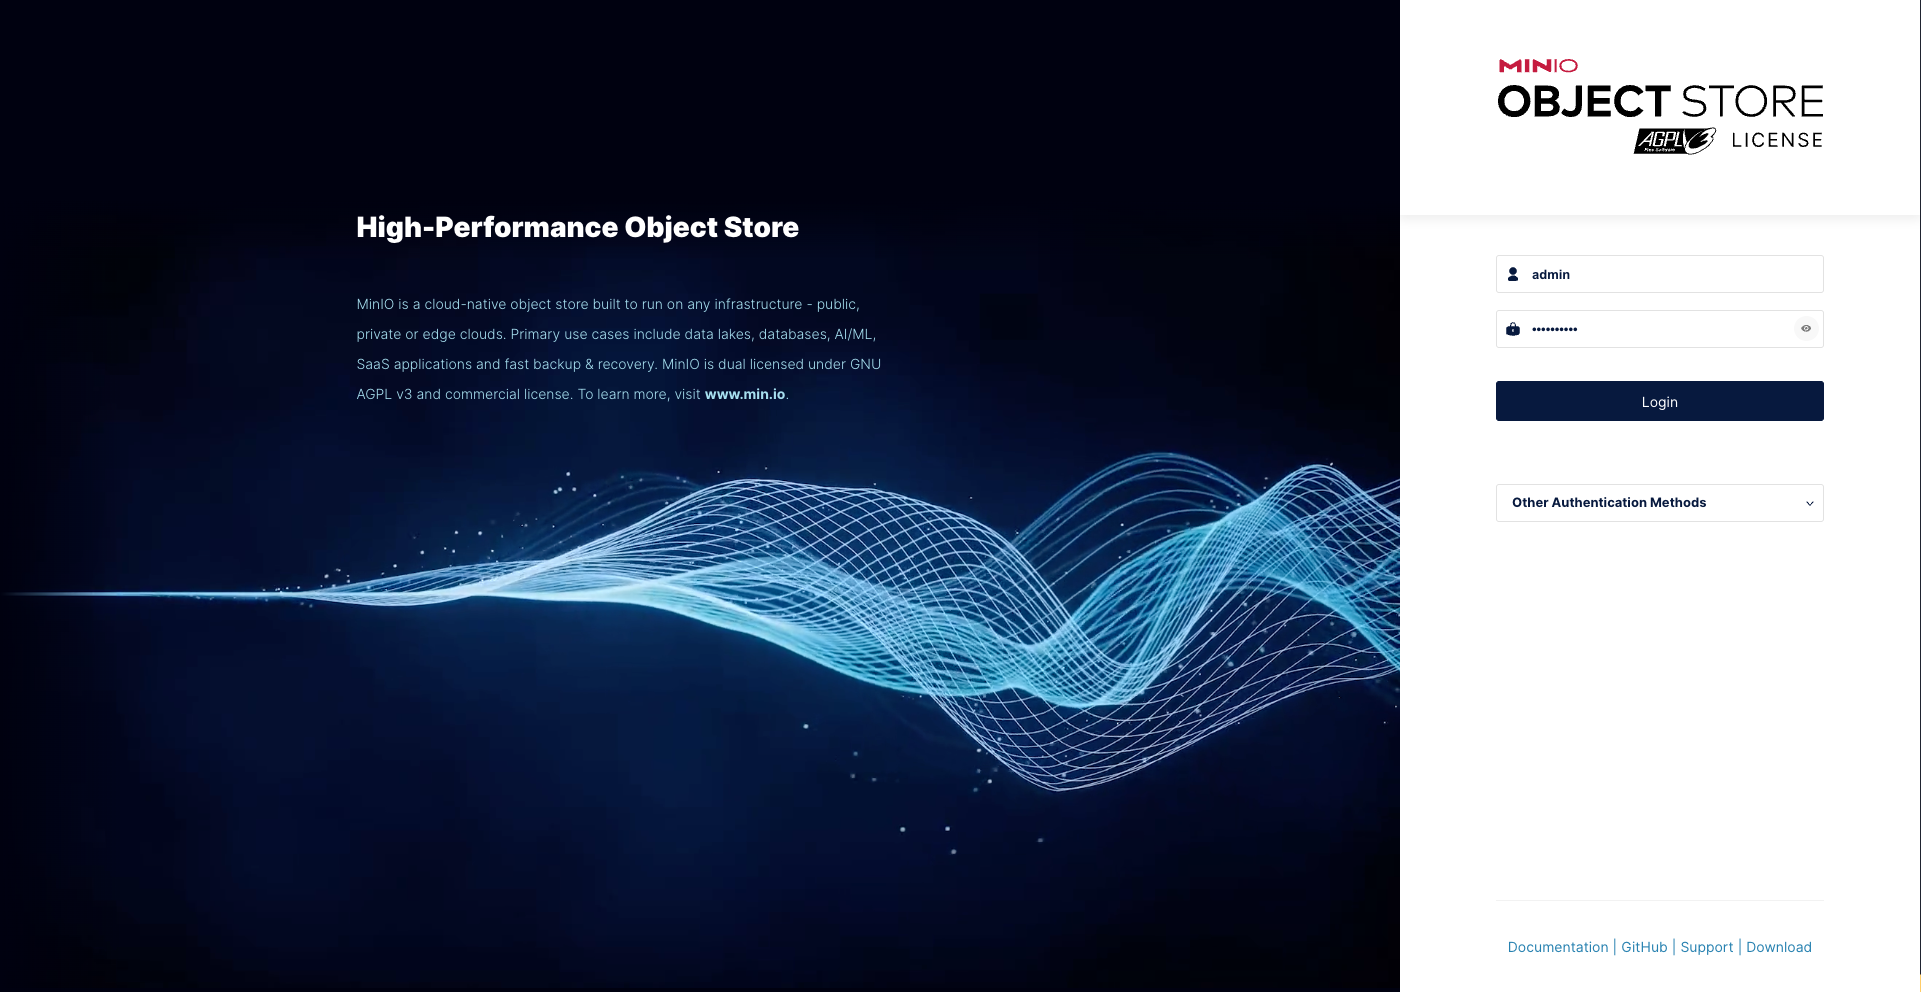 High-Performance Object Store
MinIO is a cloud-native object store built to run on any infrastructure - public,
private or edge clouds. Primary use cases include data lakes, databases, AI/ML,
SaaS applications and fast backup & recovery. MinIO is dual licensed under GNU
AGPL v3 and commercial license. To learn more, visit www.min.io.
MINIO
OBJECT STORE
AGPLv3 LICENSE
Free Software
admin
••••••••••
Login
Other Authentication Methods
Documentation | GitHub | Support | Download